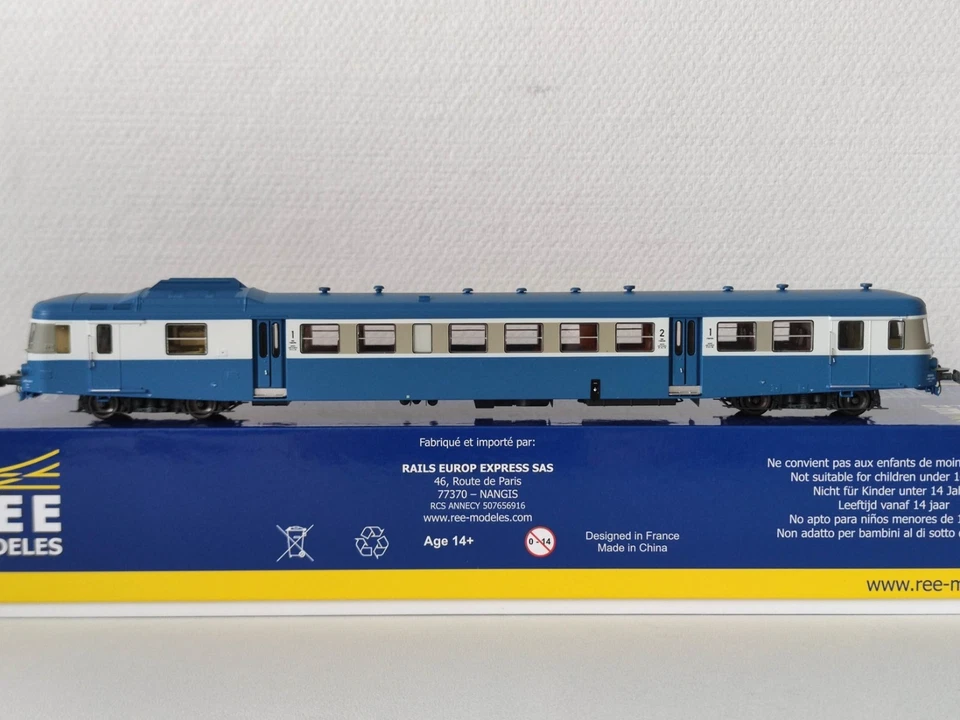 1
2
1
Fabriqué et importé par:
RAILS EUROP EXPRESS SAS
46, Route de Paris
77370 – NANGIS
RCS ANNECY 507656916
www.ree-modeles.com
EE
DELES
Age 14+
0 - 14
Designed in France
Made in China
Ne convient pas aux enfants de moin
Not suitable for children under 1
Nicht für Kinder unter 14 Jal
Leeftijd vanaf 14 jaar
No apto para niños menores de 1
Non adatto per bambini al di sotto
www.ree-m